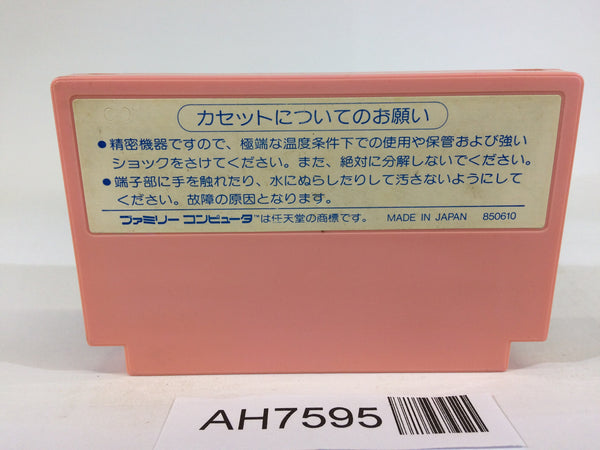 カセットについてのお願い
●精密機器ですので、極端な温度条件下での使用や保管および強い
ショックをさけてください。また、絶対に分解しないでください。
●端子部に手を触れたり、水にぬらしたりして汚さないようにして
ください。故障の原因となります。
ファミリーコンピュータ™は任天堂の商標です。 MADE IN JAPAN 850610
AH7595